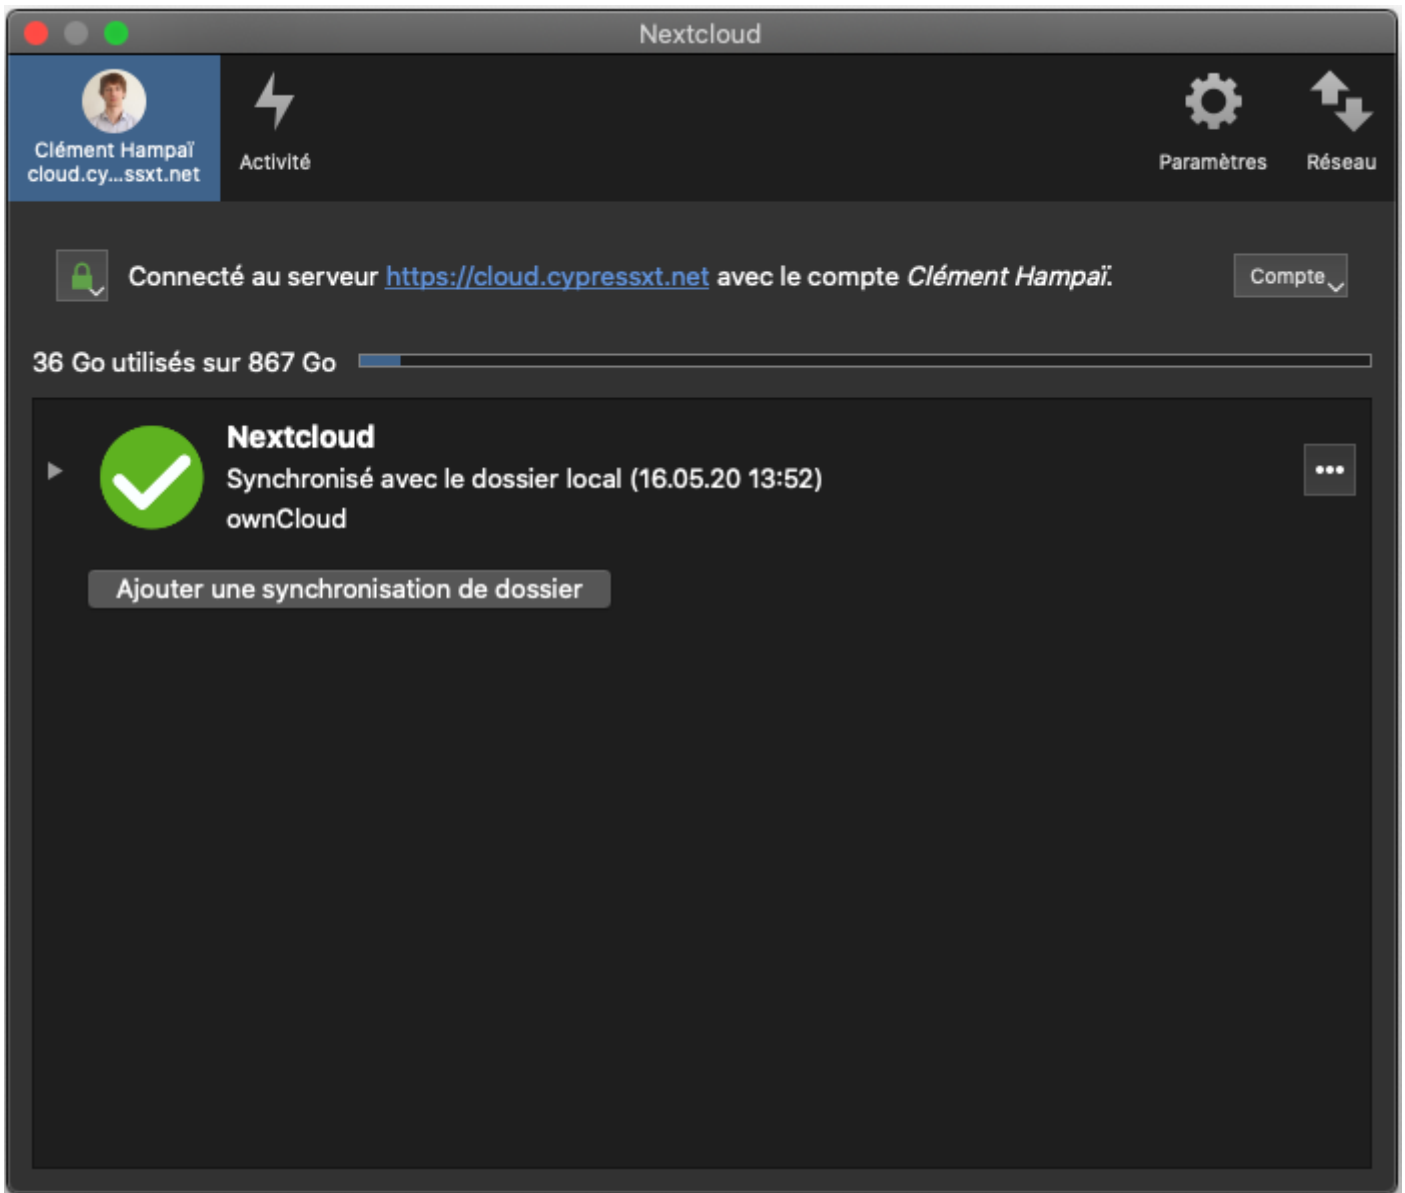 Nextcloud
Clément Hampaï
cloud.cy...ssxt.net
Activité
Paramètres
Réseau
Connecté au serveur https://cloud.cypressxt.net avec le compte Clément Hampaï.
Compte
36 Go utilisés sur 867 Go
Nextcloud
Synchronisé avec le dossier local (16.05.20 13:52)
ownCloud
Ajouter une synchronisation de dossier